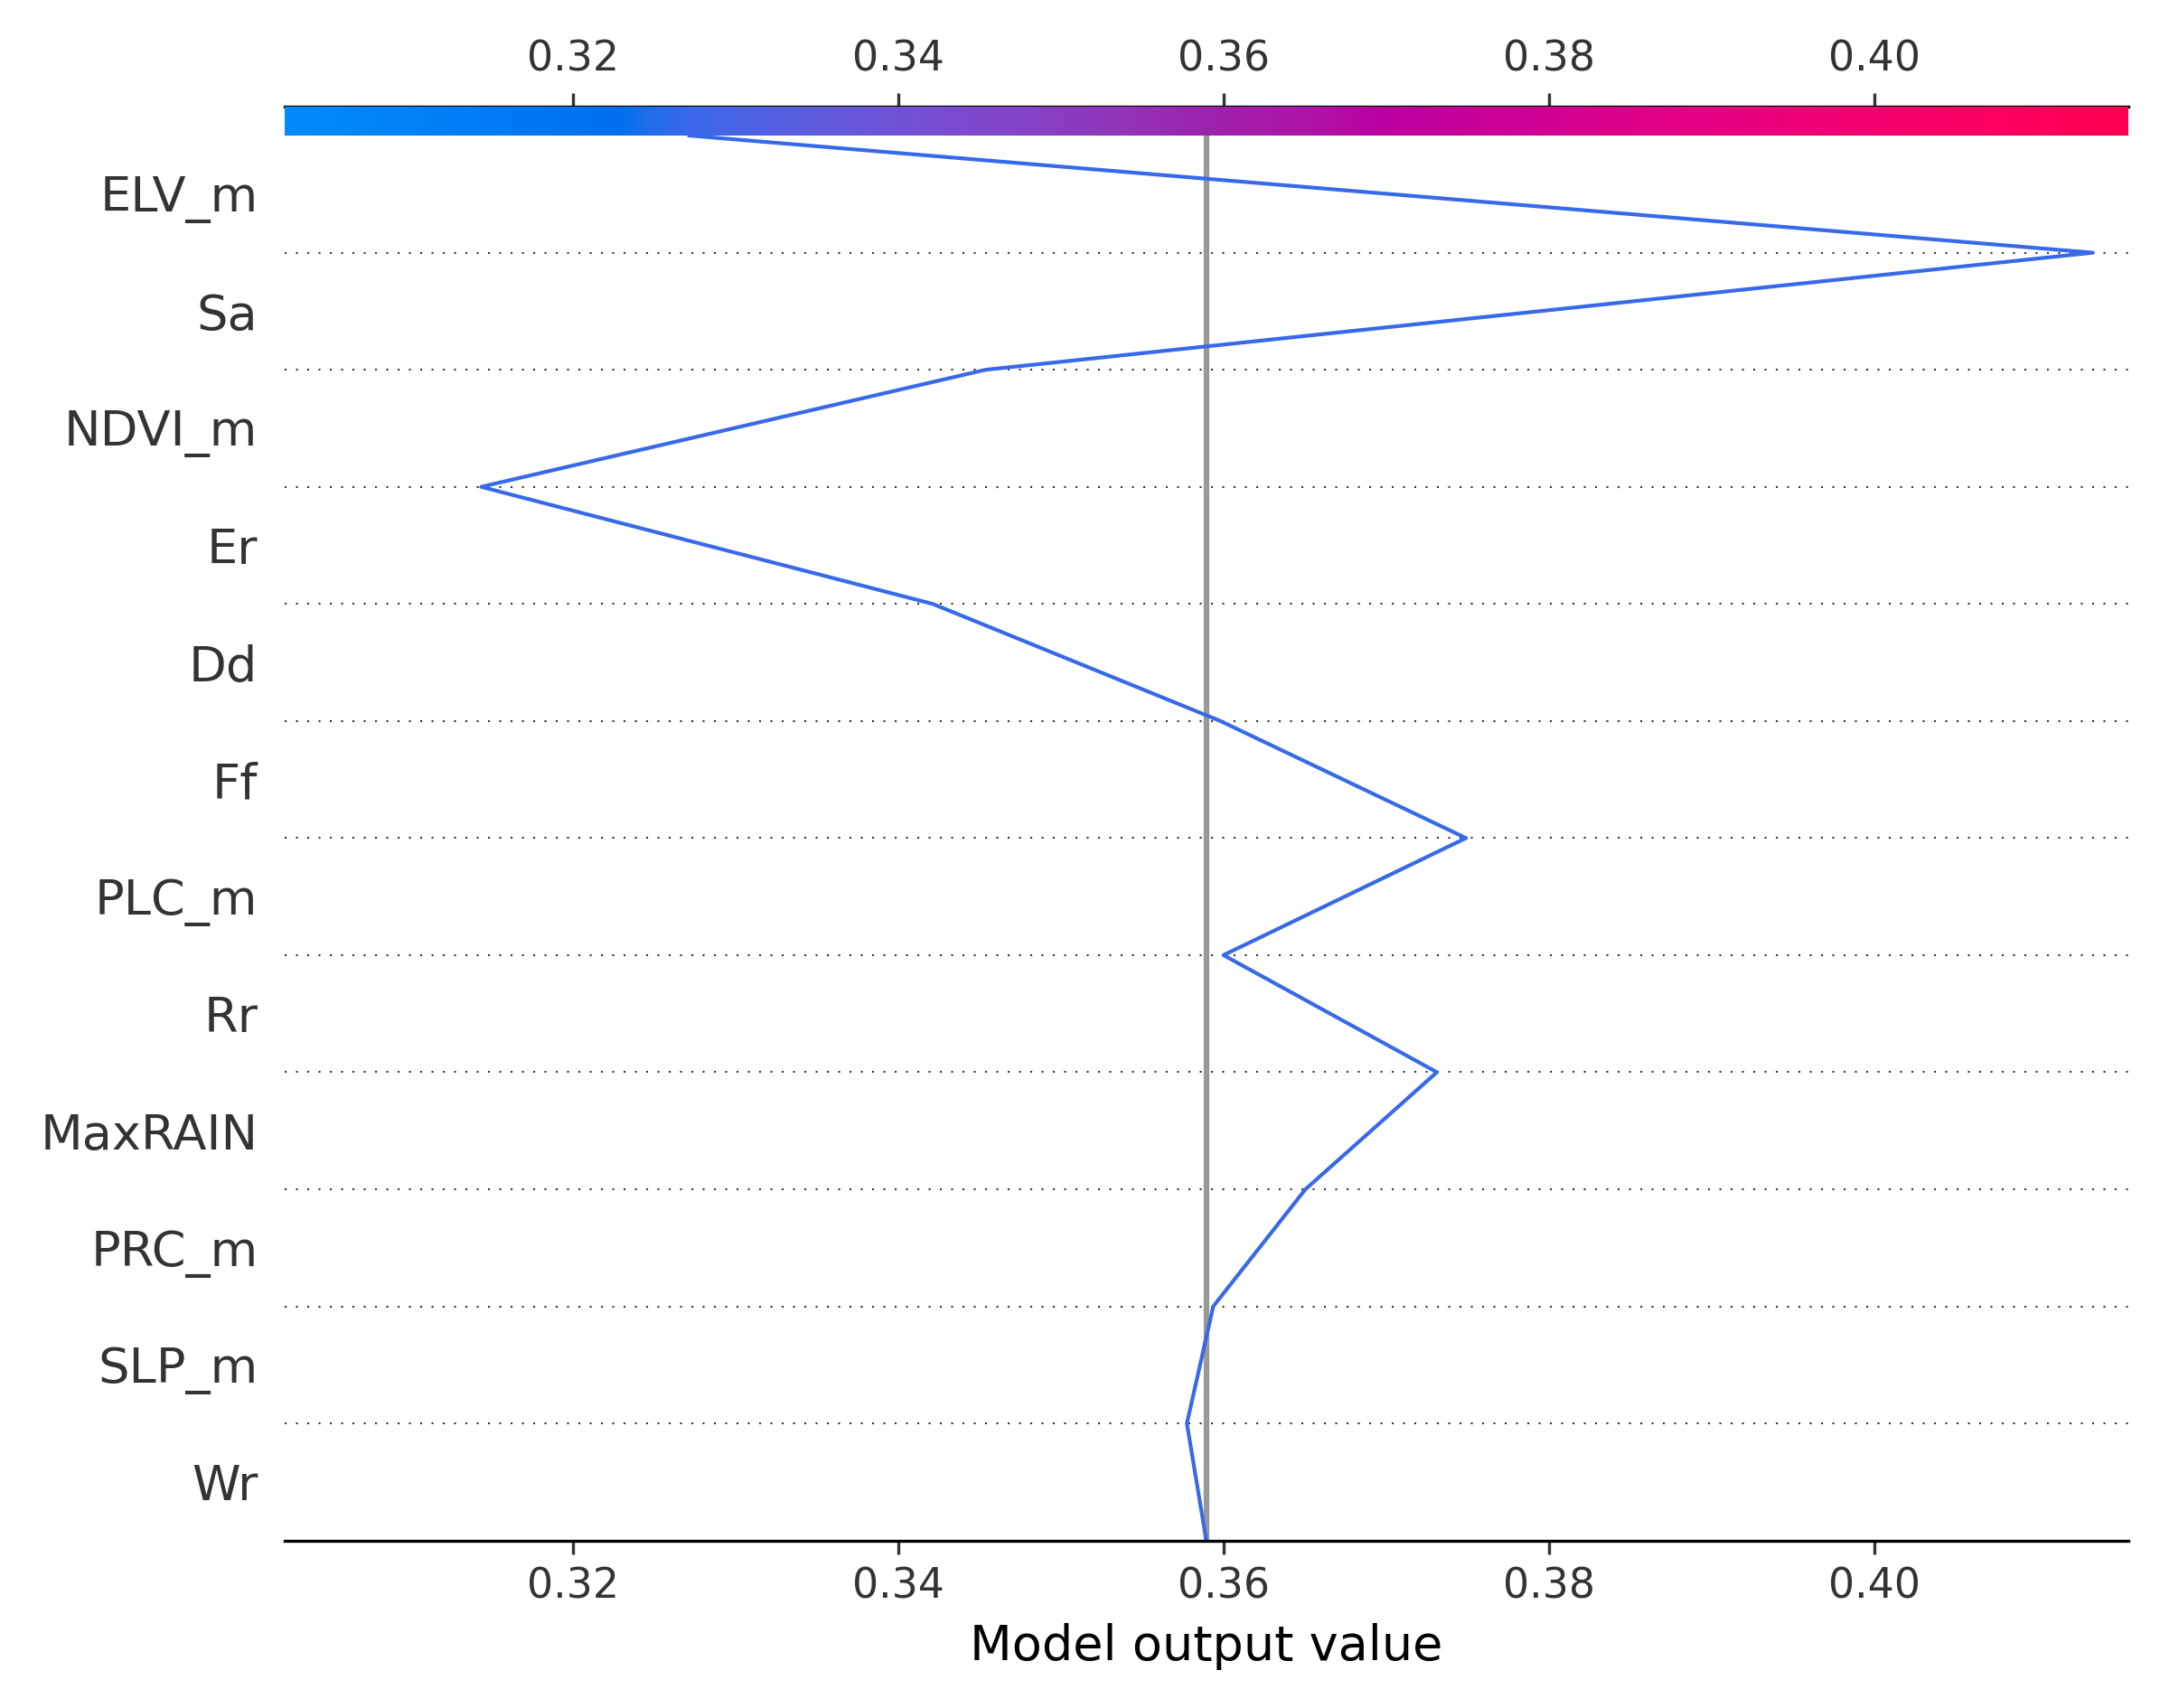 0.32 0.34 0.36 0.38 0.40
ELV_m
Sa
NDVI_m
Er
Dd
Ff
PLC_m
Rr
MaxRAIN
PRC_m
SLP_m
Wr
0.32 0.34 0.36 0.38 0.40
Model output value